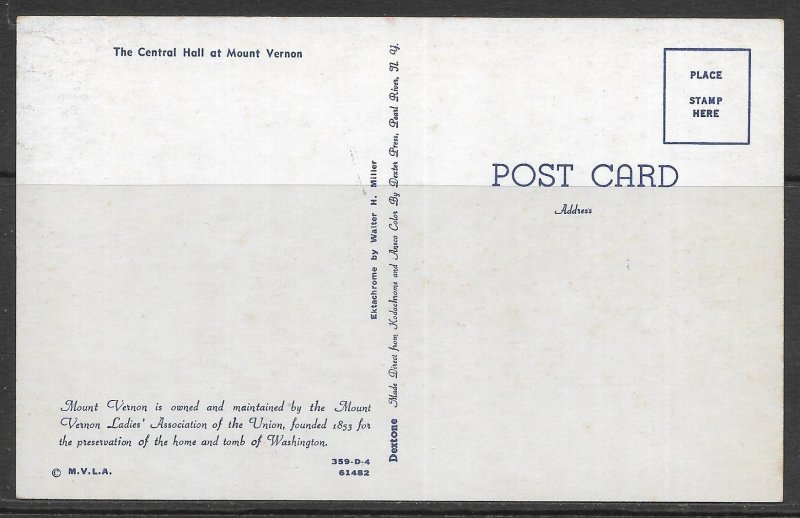 The Central Hall at Mount Vernon
Mount Vernon is owned and maintained by the Mount
Vernon Ladies' Association of the Union, founded 1853 for
the preservation of the home and tomb of Washington.
359-D-4
© M.V.L.A.
61482
Ektachrome by Walter H. Miller
Dextone Made Direct from Kodachrome and Ansco Color By Dexter Press, Pearl River, N. Y.
PLACE
STAMP
HERE
POST CARD
Address